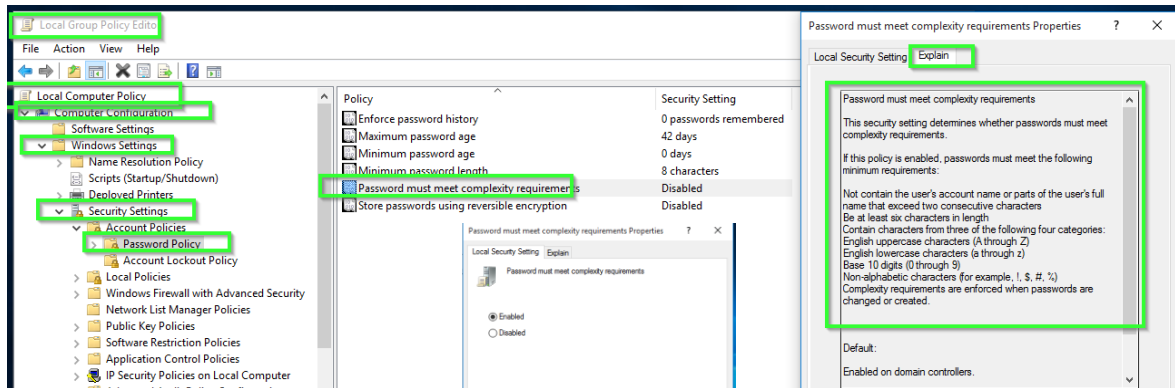 Local Group Policy Edito
File Action View Help
Local Computer Policy
Computer Configuration
Software Settings
Windows Settings
Name Resolution Policy
Scripts (Startup/Shutdown)
Deployed Printers
Security Settings
Account Policies
Password Policy
Account Lockout Policy
Local Policies
Windows Firewall with Advanced Security
Network List Manager Policies
Public Key Policies
Software Restriction Policies
Application Control Policies
IP Security Policies on Local Computer
Policy Security Setting
Enforce password history 0 passwords remembered
Maximum password age 42 days
Minimum password age 0 days
Minimum password length 8 characters
Password must meet complexity requirements Disabled
Store passwords using reversible encryption Disabled
Password must meet complexity requirements Properties ? X
Local Security Setting Explain
Password must meet complexity requirements
Enabled
Disabled
Password must meet complexity requirements Properties ? X
Local Security Setting Explain
Password must meet complexity requirements
This security setting determines whether passwords must meet
complexity requirements.
If this policy is enabled, passwords must meet the following
minimum requirements:
Not contain the user's account name or parts of the user's full
name that exceed two consecutive characters
Be at least six characters in length
Contain characters from three of the following four categories:
English uppercase characters (A through Z)
English lowercase characters (a through z)
Base 10 digits (0 through 9)
Non-alphabetic characters (for example, !, $, #, %)
Complexity requirements are enforced when passwords are
changed or created.
Default:
Enabled on domain controllers.